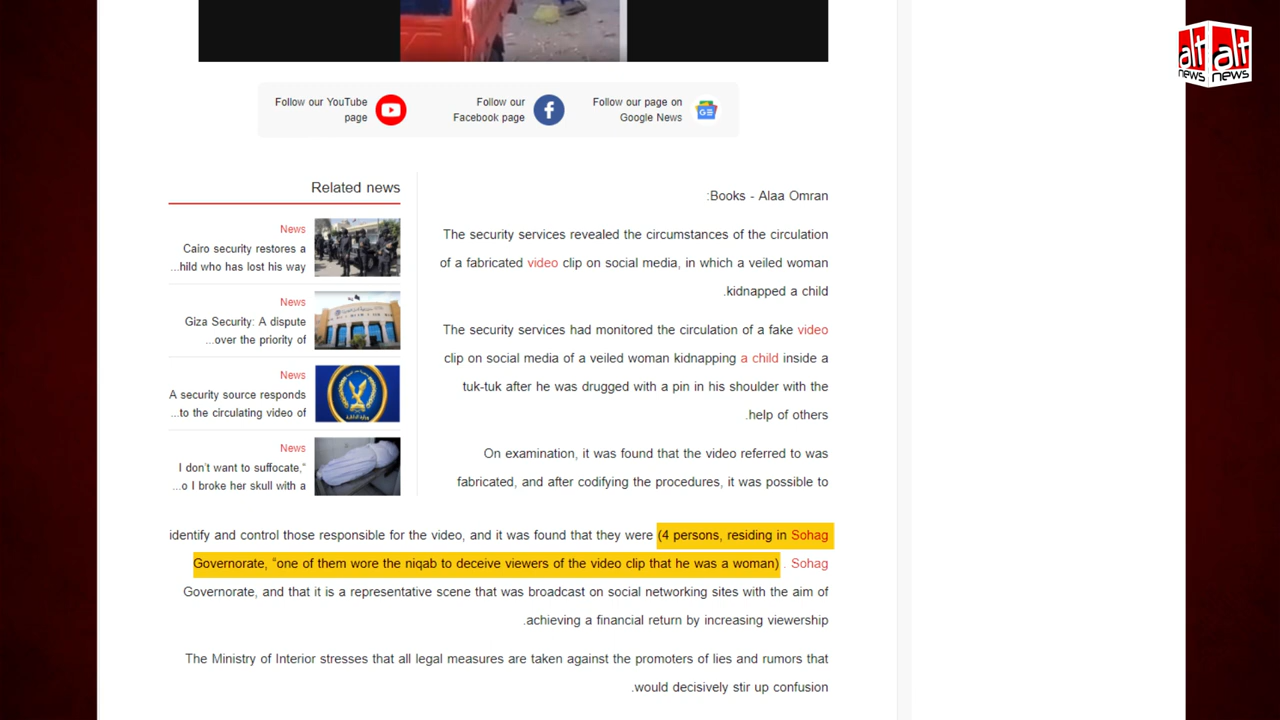 alt alt
news news
Follow our YouTube
page
Follow our
Facebook page
Follow our page on
Google News
Related news
News
Cairo security restores a
...hild who has lost his way
News
Giza Security: A dispute
...over the priority of
News
A security source responds
...to the circulating video of
News
I don't want to suffocate,"
...o I broke her skull with a
:Books - Alaa Omran
The security services revealed the circumstances of the circulation
of a fabricated video clip on social media, in which a veiled woman
.kidnapped a child
The security services had monitored the circulation of a fake video
clip on social media of a veiled woman kidnapping a child inside a
tuk-tuk after he was drugged with a pin in his shoulder with the
.help of others
On examination, it was found that the video referred to was
fabricated, and after codifying the procedures, it was possible to
identify and control those responsible for the video, and it was found that they were (4 persons, residing in Sohag
Governorate, "one of them wore the niqab to deceive viewers of the video clip that he was a woman) . Sohag
Governorate, and that it is a representative scene that was broadcast on social networking sites with the aim of
.achieving a financial return by increasing viewership
The Ministry of Interior stresses that all legal measures are taken against the promoters of lies and rumors that
.would decisively stir up confusion